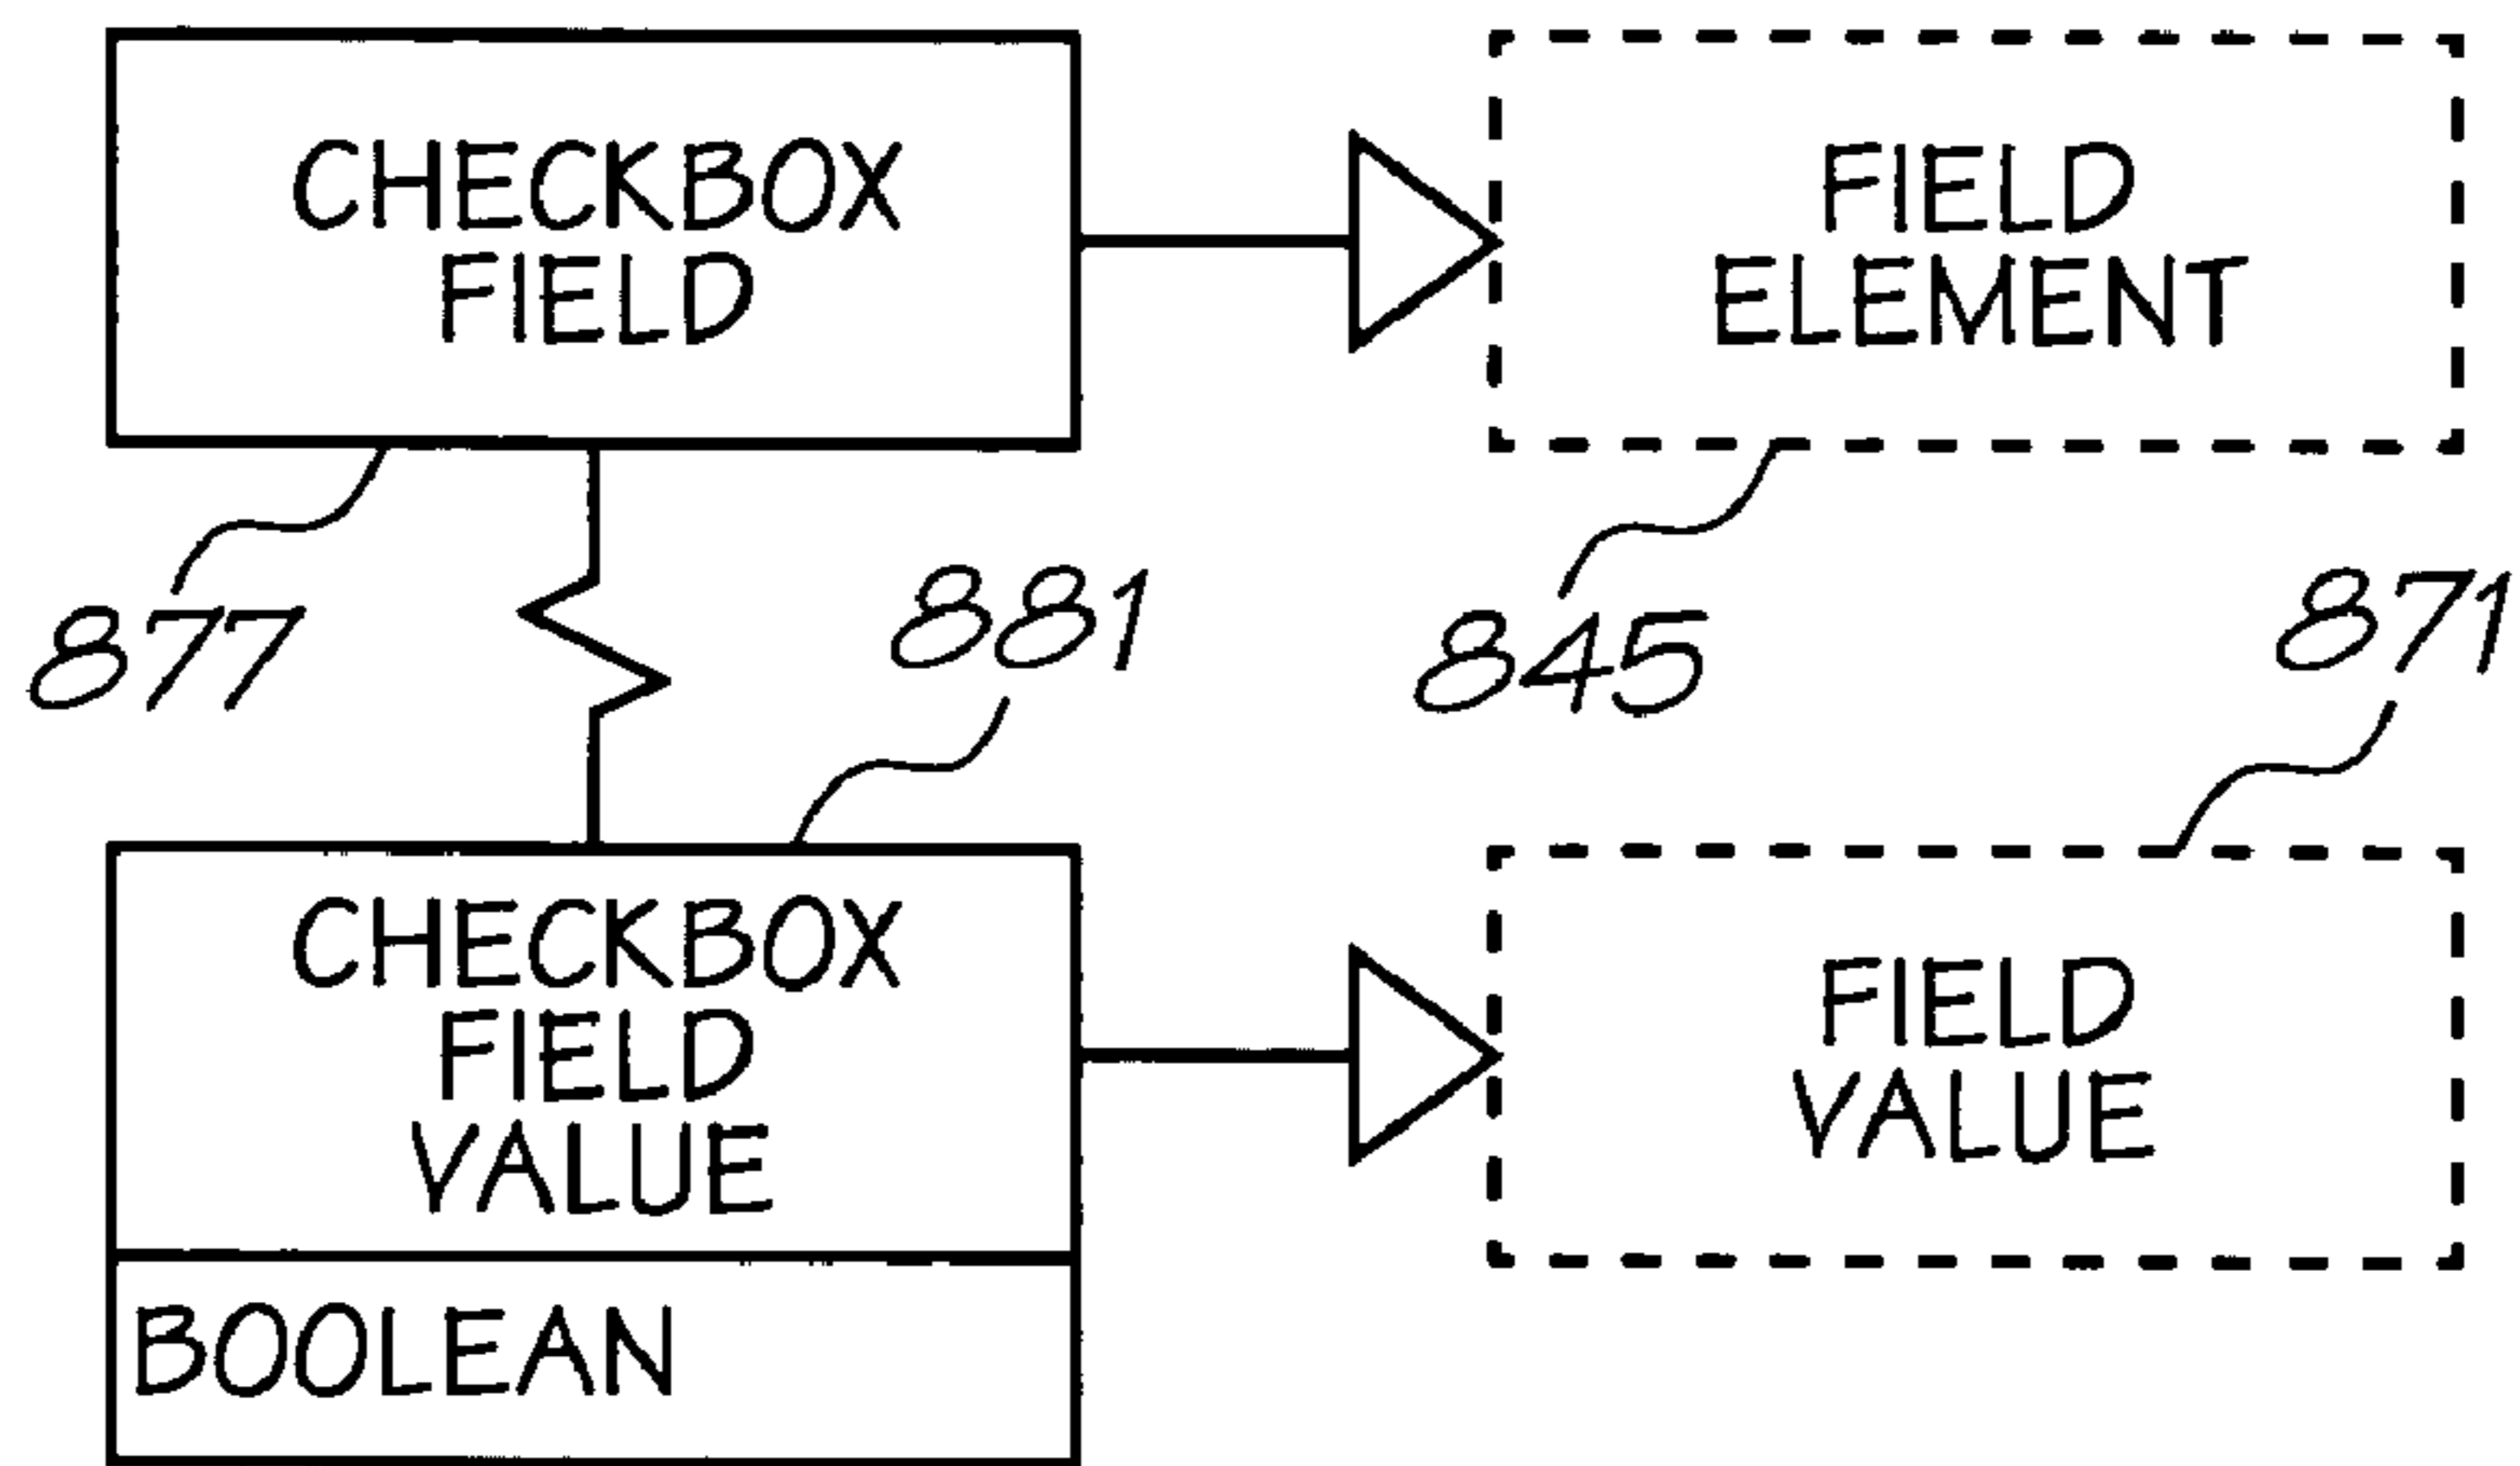 CHECKBOX
FIELD
FIELD
ELEMENT
877
881
845
871
CHECKBOX
FIELD
VALUE
FIELD
VALUE
BOOLEAN